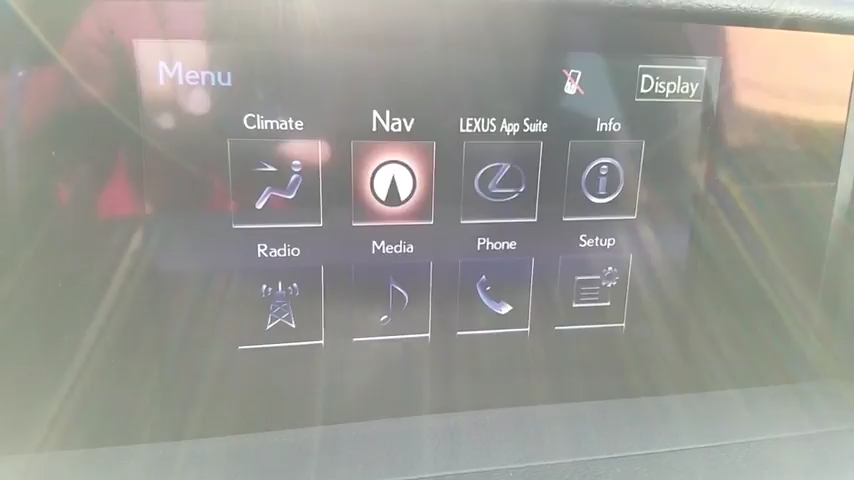 Menu
Display
Climate
Nav
LEXUS App Suite
Info
Radio
Media
Phone
Setup